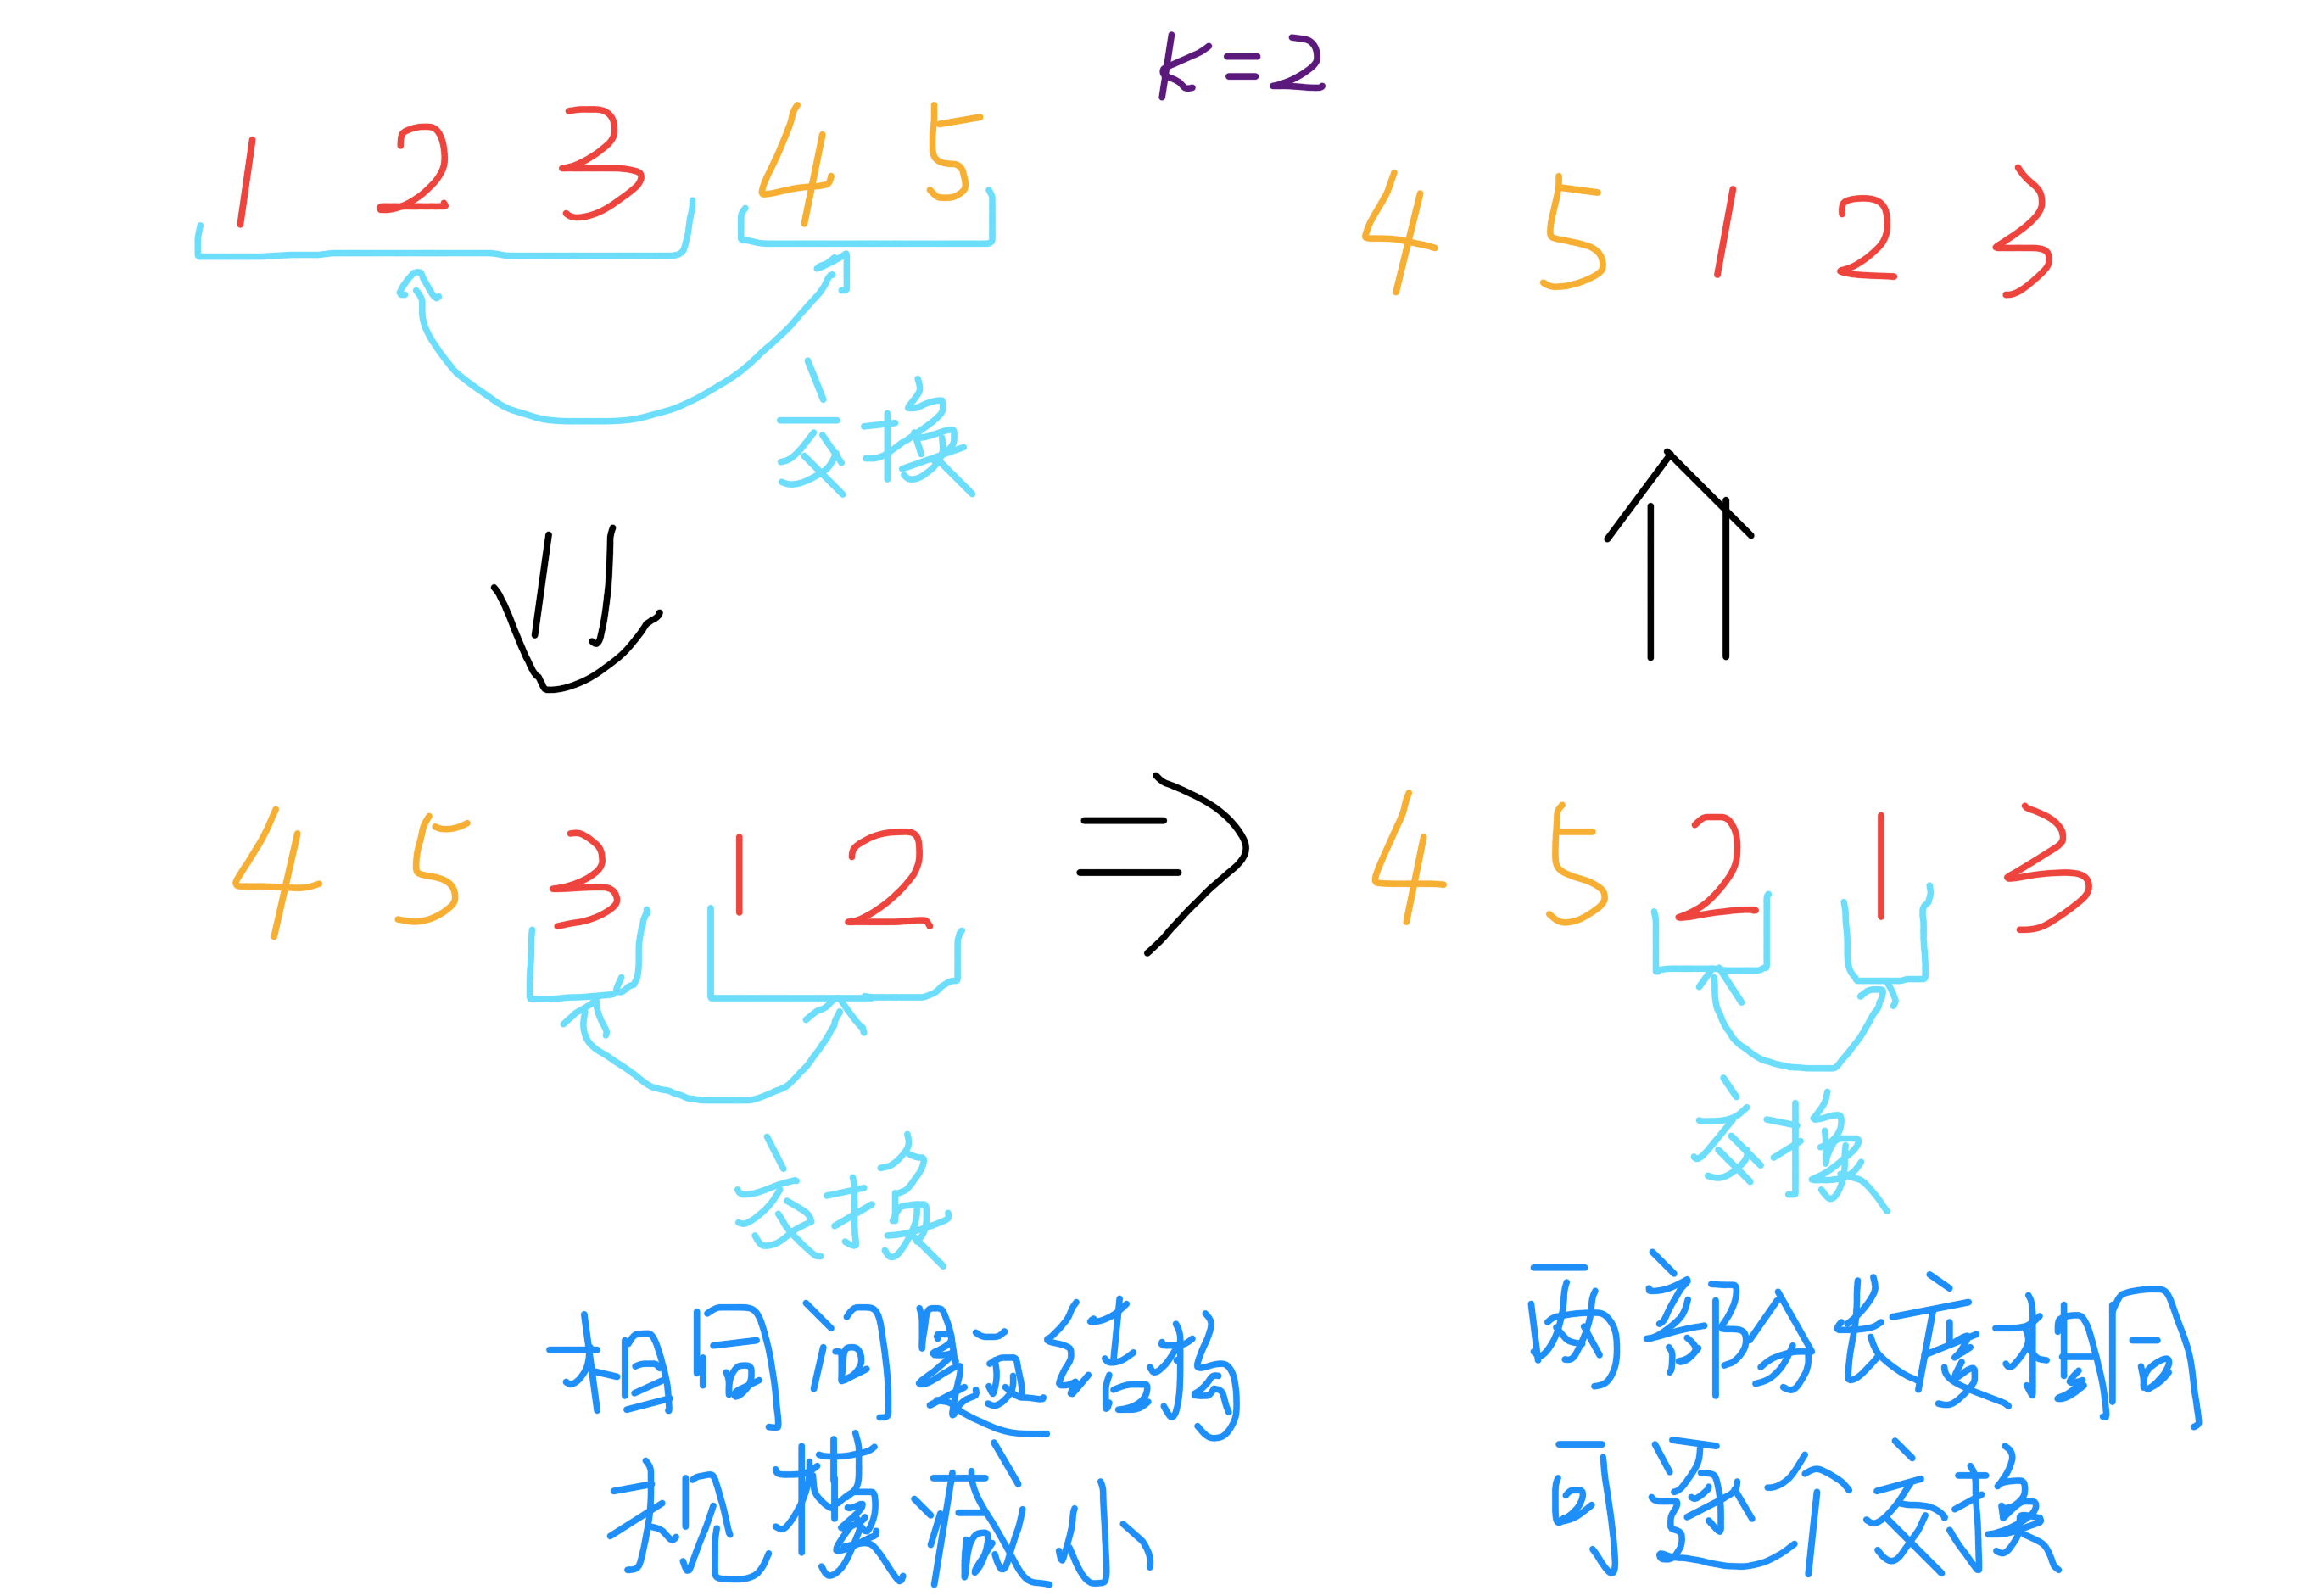 K=2
1 2 3 4 5
4 5 1 2 3
交换
4 5 3 1 2
4 5 2 1 3
交换
交换
相同问题结构
规模减小
两部分长度相同
可逐个交换